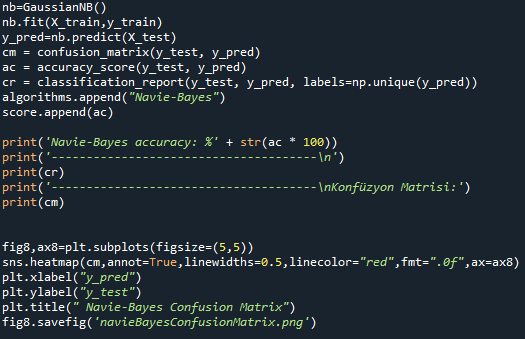 nb=GaussianNB()
nb.fit(X_train,y_train)
y_pred=nb.predict(X_test)
cm = confusion_matrix(y_test, y_pred)
ac = accuracy_score(y_test, y_pred)
cr = classification_report(y_test, y_pred, labels=np.unique(y_pred))
algorithms.append("Navie-Bayes")
score.append(ac)
print('Navie-Bayes accuracy: %' + str(ac * 100))
print('--------------------------------------\n')
print(cr)
print('--------------------------------------\nKonfüzyon Matrisi:')
print(cm)
fig8,ax8=plt.subplots(figsize=(5,5))
sns.heatmap(cm,annot=True,linewidths=0.5,linecolor="red",fmt=".0f",ax=ax8)
plt.xlabel("y_pred")
plt.ylabel("y_test")
plt.title(" Navie-Bayes Confusion Matrix")
fig8.savefig('navieBayesConfusionMatrix.png')